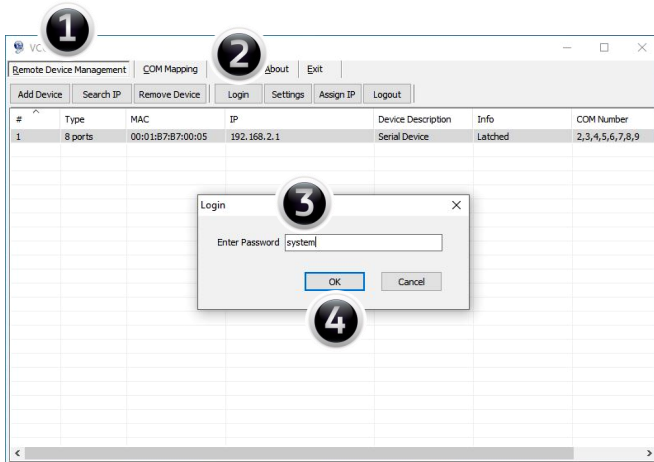 1
2
VCO
Remote Device Management COM Mapping About Exit
Add Device Search IP Remove Device Login Settings Assign IP Logout
# Type MAC IP Device Description Info COM Number
1 8 ports 00:01:B7:B7:00:05 192.168.2.1 Serial Device Latched 2,3,4,5,6,7,8,9
Login
3
Enter Password system
OK Cancel
4